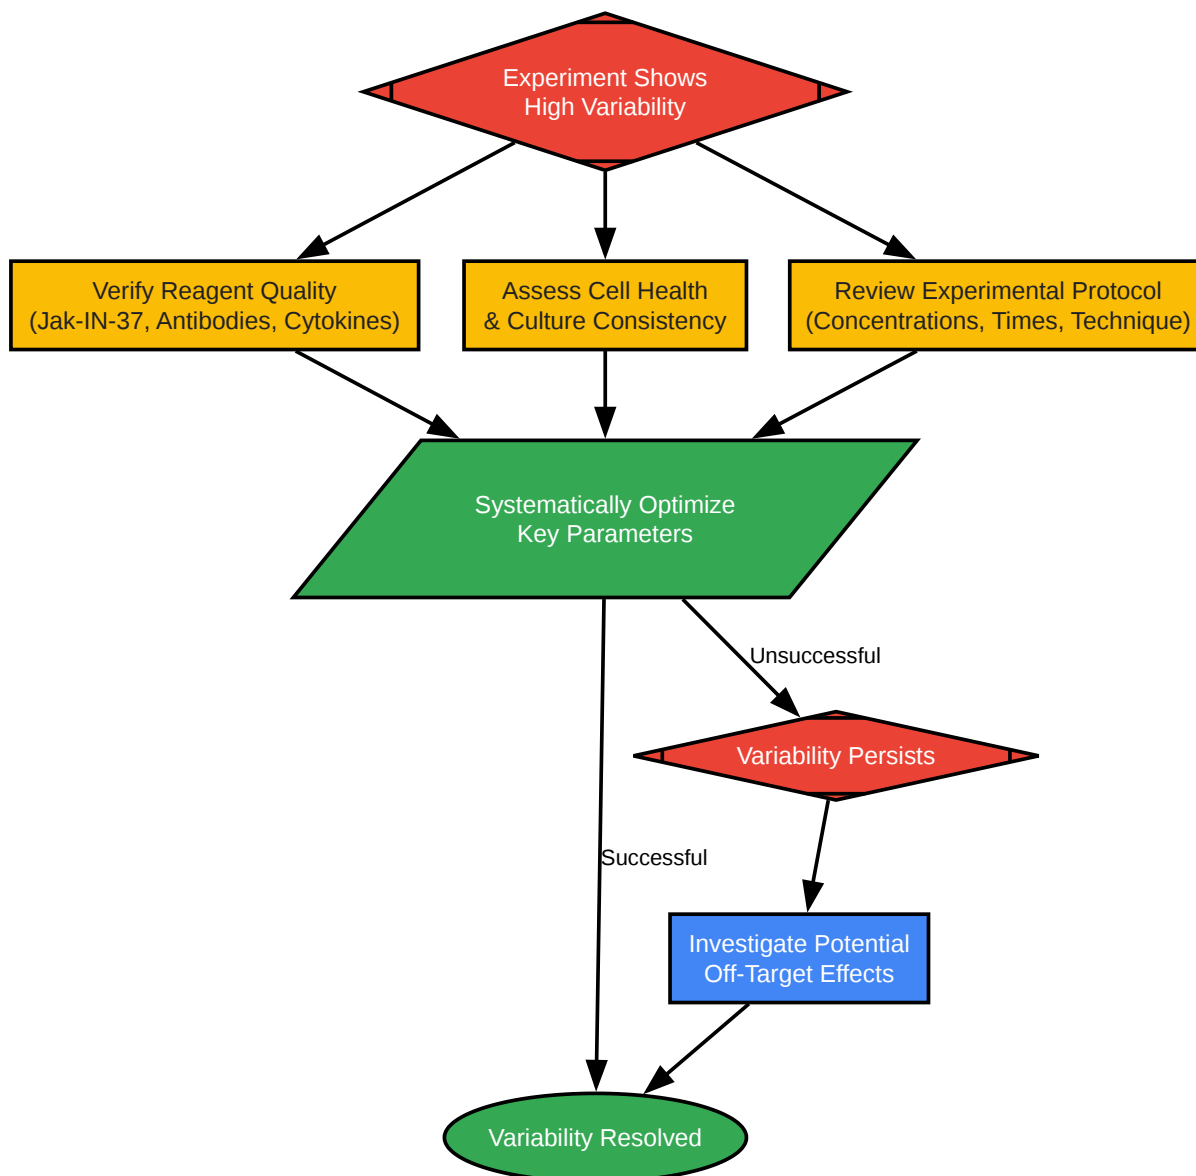 Experiment Shows
High Variability
Verify Reagent Quality
(Jak-IN-37, Antibodies, Cytokines)
Assess Cell Health
& Culture Consistency
Review Experimental Protocol
(Concentrations, Times, Technique)
Systematically Optimize
Key Parameters
Unsuccessful
Variability Persists
Successful
Investigate Potential
Off-Target Effects
Variability Resolved